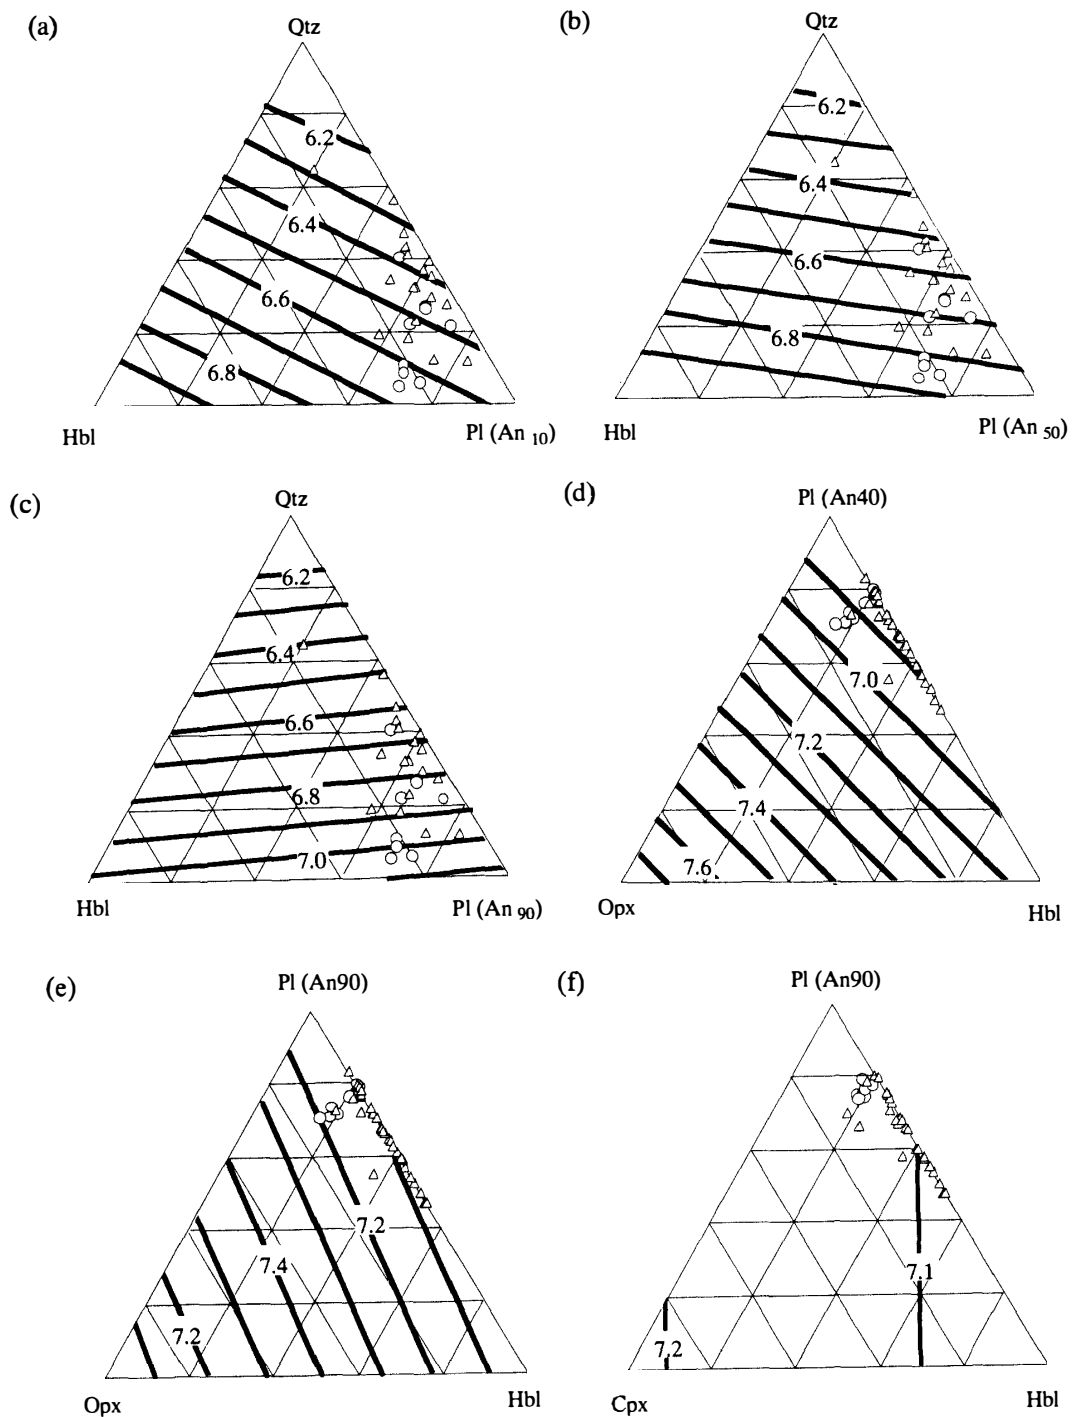 (a)
Qtz
6.2
6.4
6.6
6.8
Hbl
Pl (An 10)
(b)
Qtz
6.2
6.4
6.6
6.8
Hbl
Pl (An 50)
(c)
Qtz
6.2
6.4
6.6
6.8
7.0
Hbl
Pl (An 90)
(d)
Pl (An40)
7.0
7.2
7.4
7.6
Opx
Hbl
(e)
Pl (An90)
7.2
7.4
7.2
Opx
Hbl
(f)
Pl (An90)
7.1
7.2
Cpx
Hbl